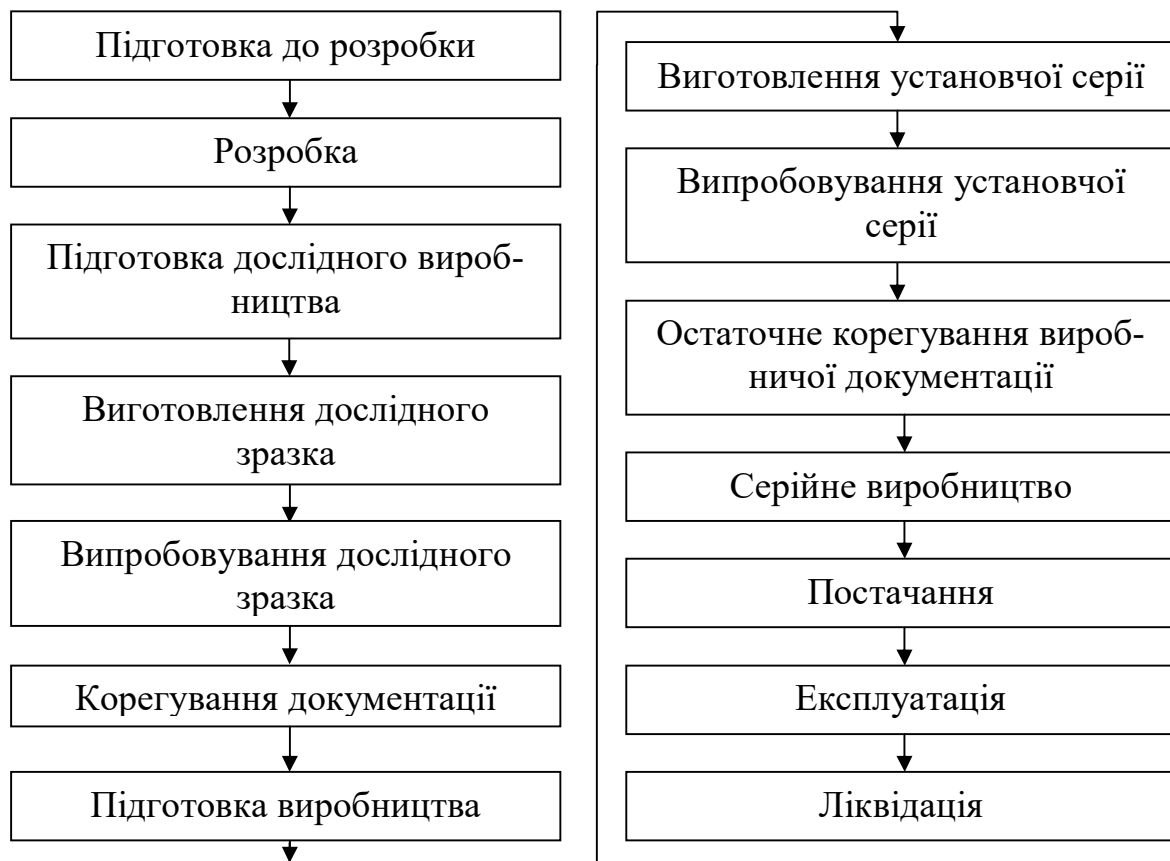 Підготовка до розробки
Розробка
Підготовка дослідного вироб-
ництва
Виготовлення дослідного
зразка
Випробовування дослідного
зразка
Корегування документації
Підготовка виробництва
Виготовлення установчої серії
Випробовування установчої
серії
Остаточне корегування вироб-
ничої документації
Серійне виробництво
Постачання
Експлуатація
Ліквідація